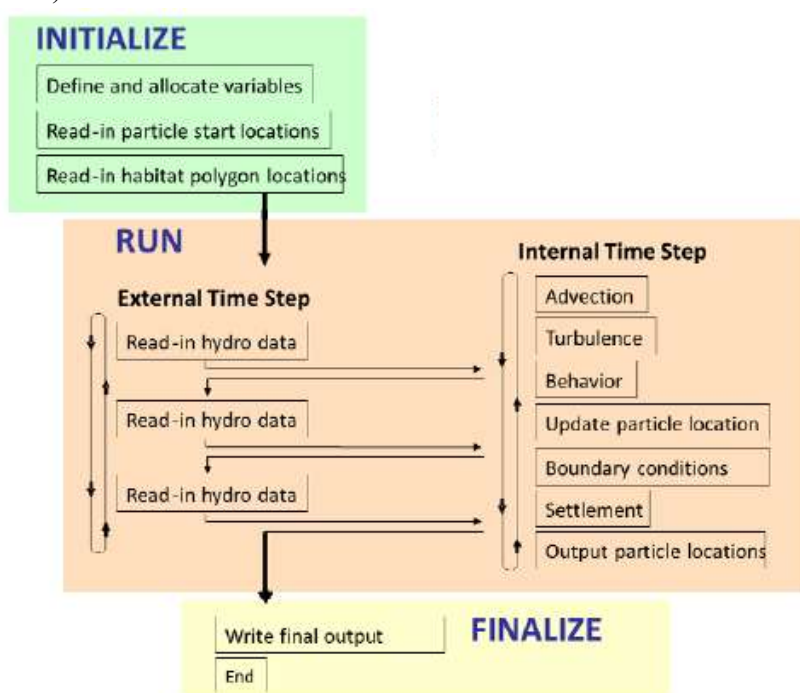 INITIALIZE
Define and allocate variables
Read-in particle start locations
Read-in habitat polygon locations
RUN
External Time Step
Read-in hydro data
Read-in hydro data
Read-in hydro data
Internal Time Step
Advection
Turbulence
Behavior
Update particle location
Boundary conditions
Settlement
Output particle locations
FINALIZE
Write final output
End